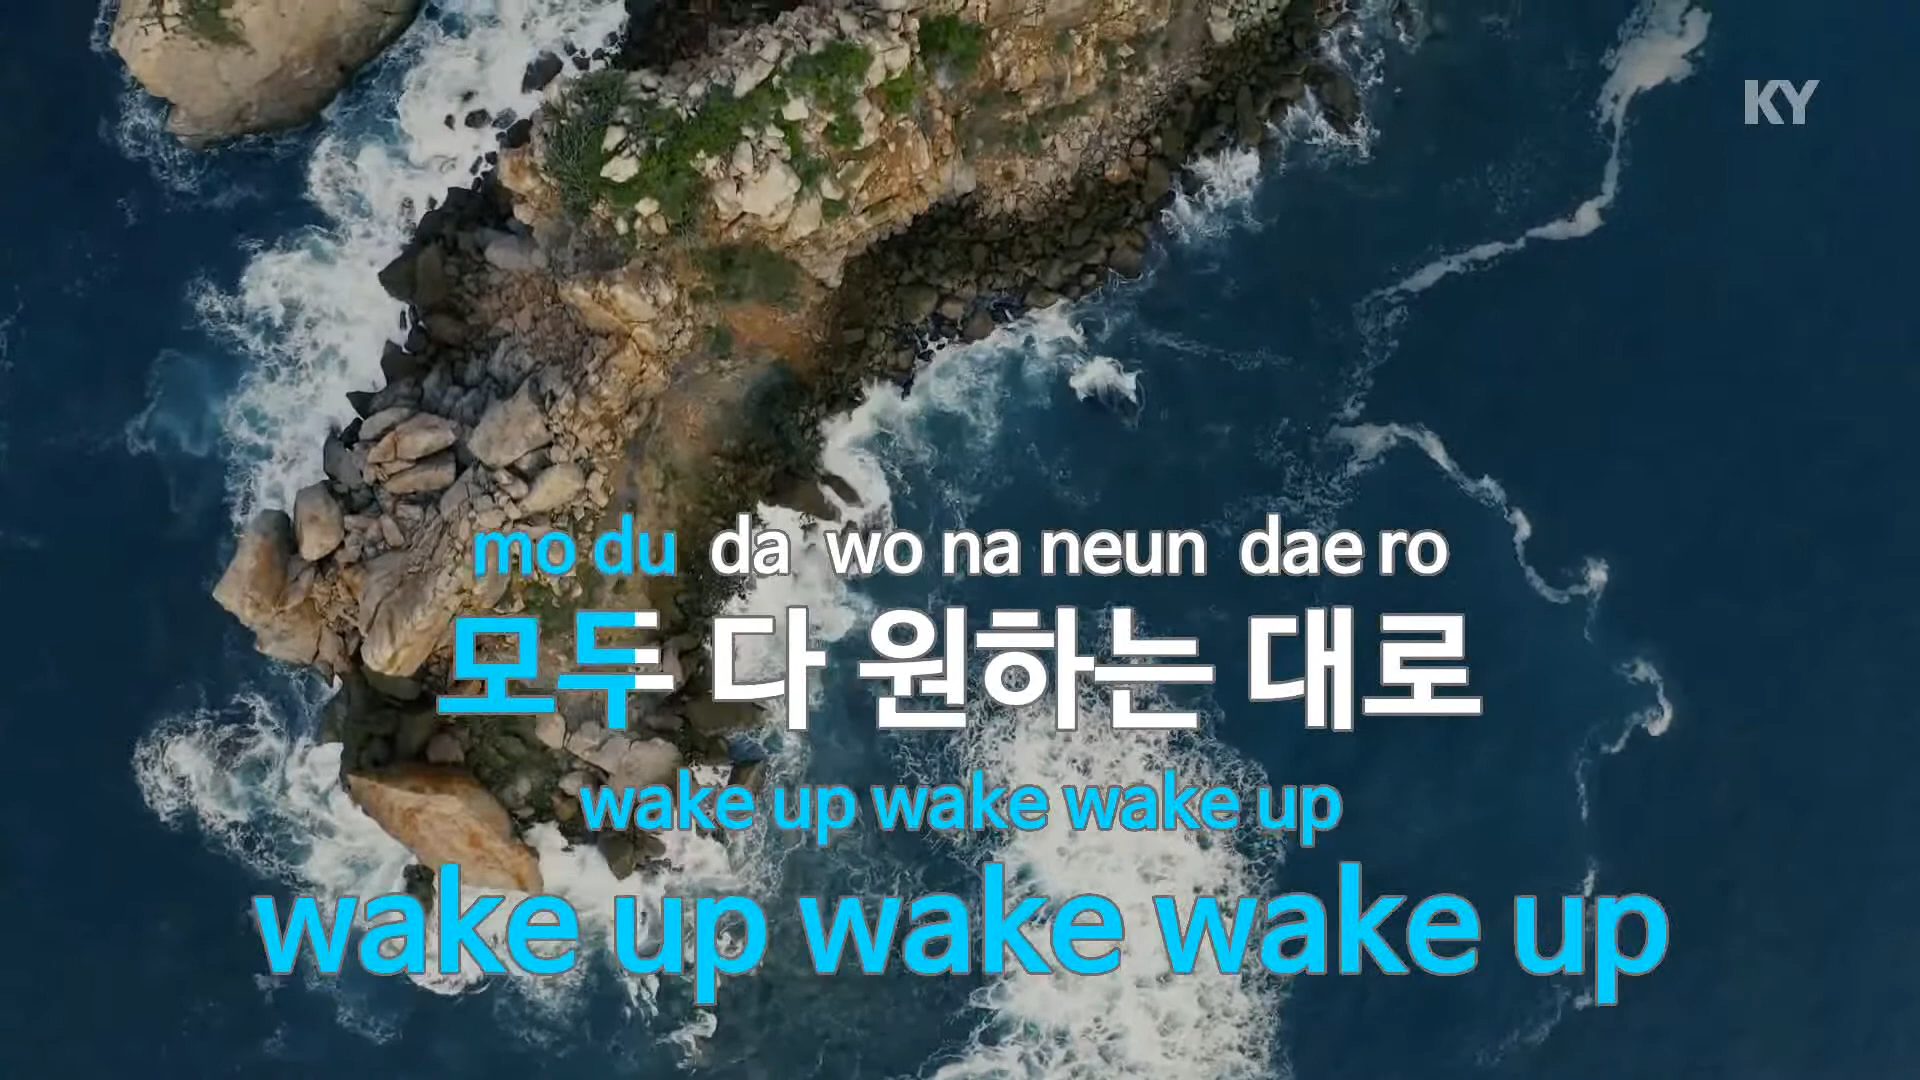 KY
mo du da wo na neun dae ro
모두 다 원하는 대로
wake up wake wake up
wake up wake wake up